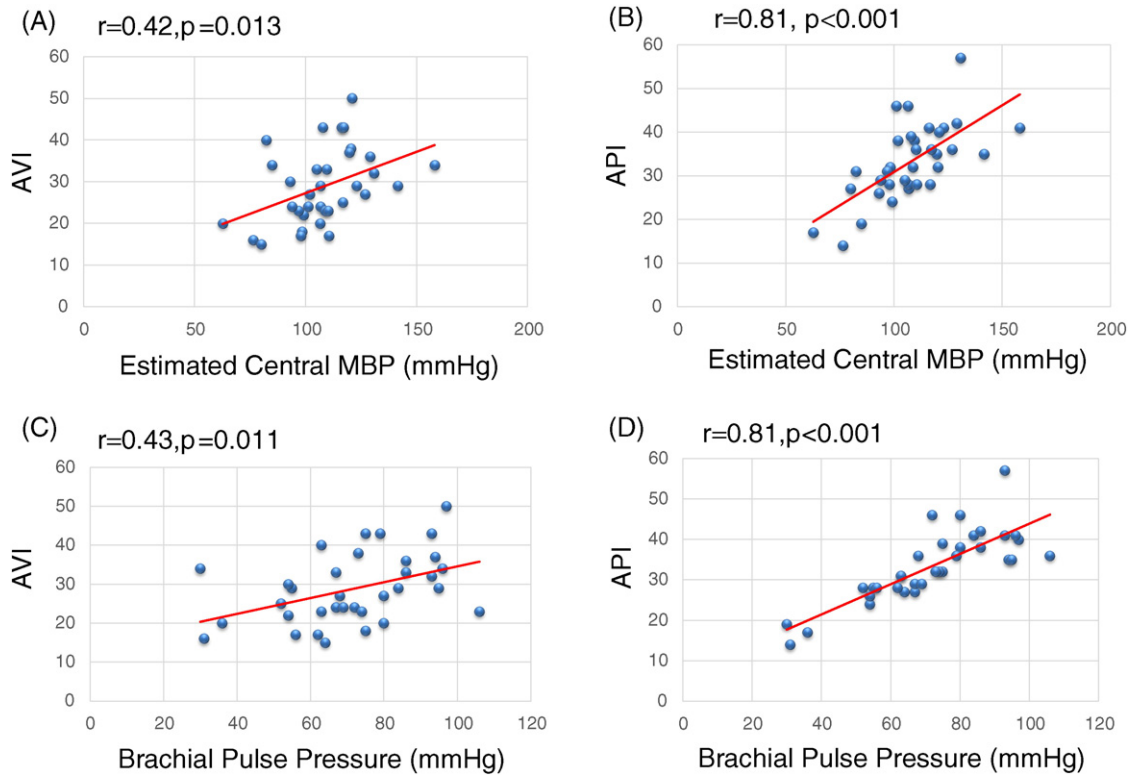 (A)
r=0.42,p=0.013
AVI
60
50
40
30
20
10
0
0 50 100 150 200
Estimated Central MBP (mmHg)
(B)
r=0.81, p<0.001
API
60
50
40
30
20
10
0
0 50 100 150 200
Estimated Central MBP (mmHg)
(C)
r=0.43,p=0.011
AVI
60
50
40
30
20
10
0
0 20 40 60 80 100 120
Brachial Pulse Pressure (mmHg)
(D)
r=0.81,p<0.001
API
60
50
40
30
20
10
0
0 20 40 60 80 100 120
Brachial Pulse Pressure (mmHg)